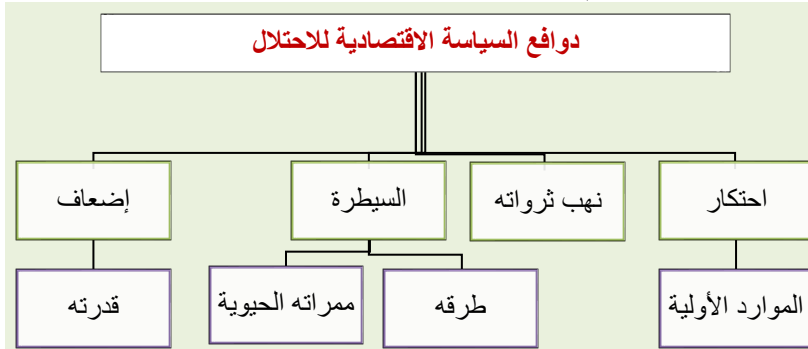 دوافع السياسة الاقتصادية للاحتلال
احتكار
نهب ثرواته
السيطرة
إضعاف
الموارد الأولية
طرقه
ممراته الحيوية
قدرته